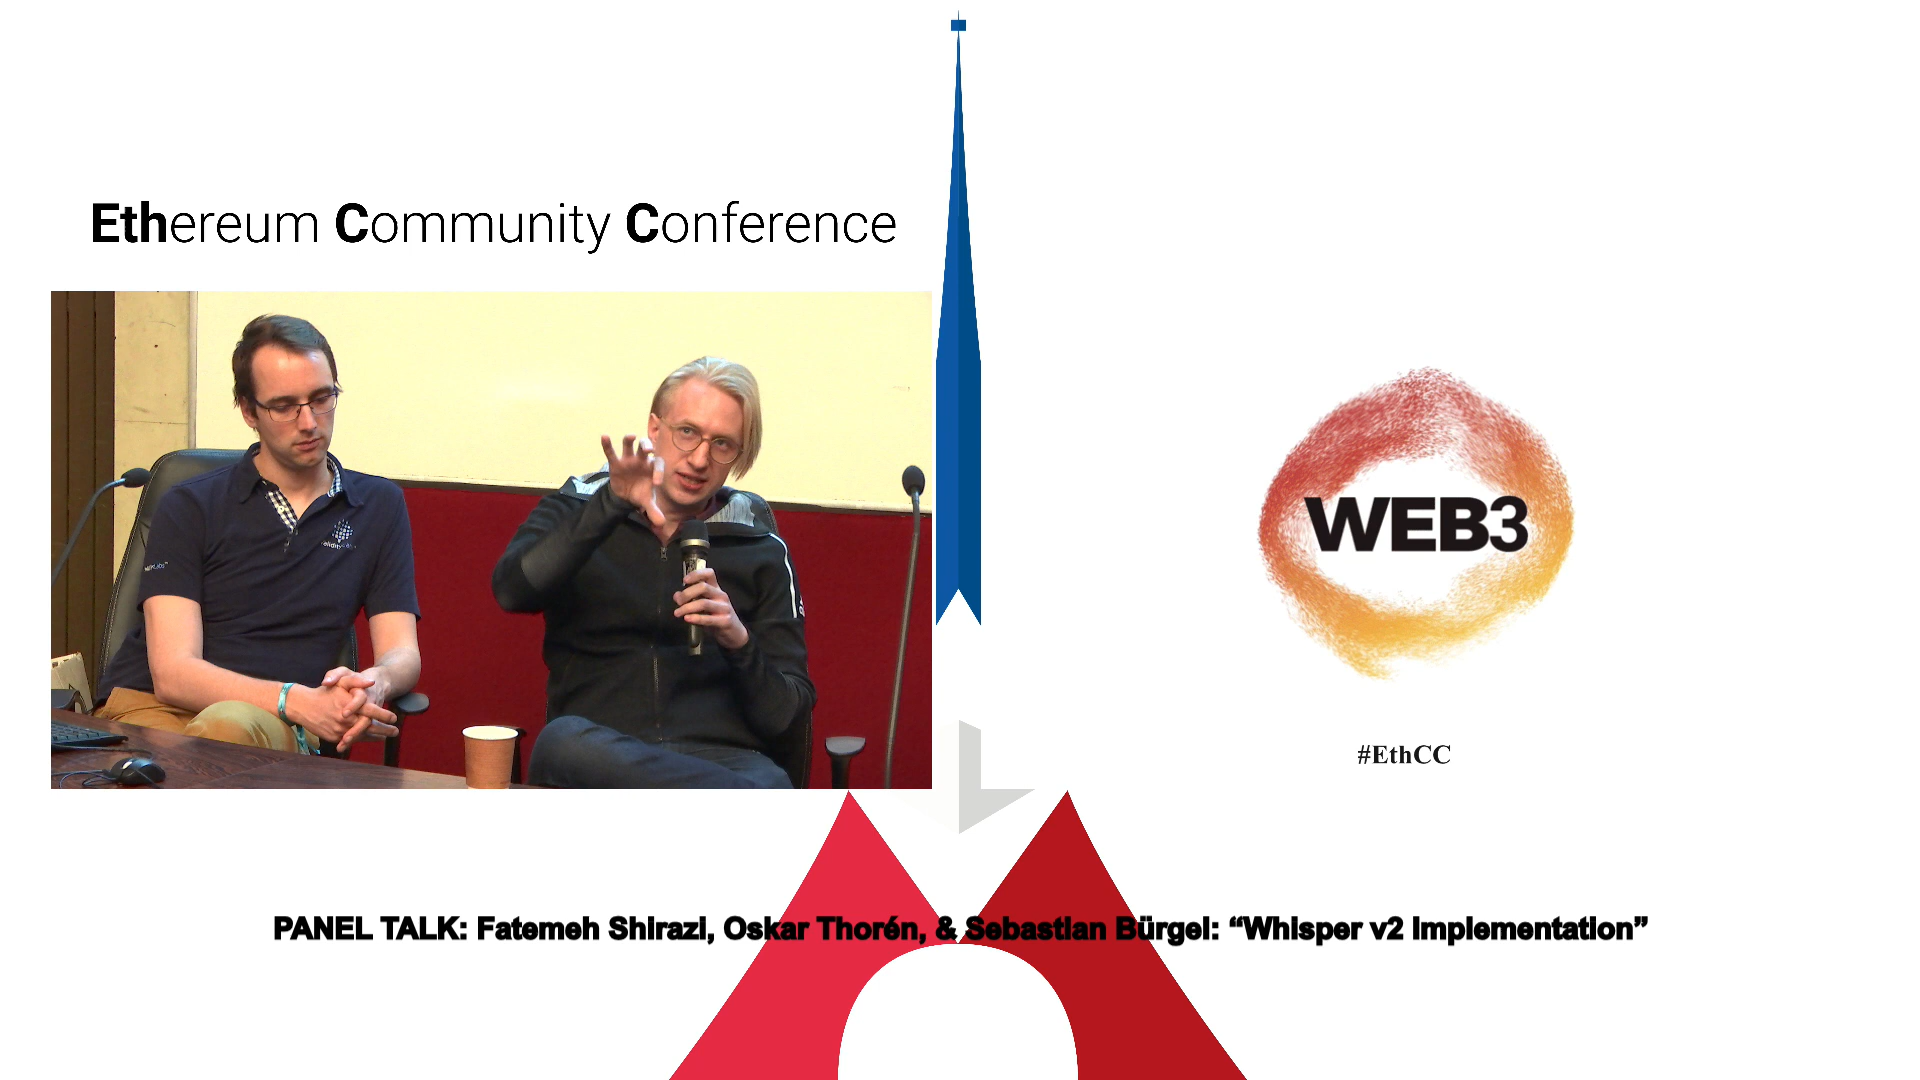 Ethereum Community Conference
WEB3
#EthCC
PANEL TALK: Fatemeh Shirazi, Oskar Thorén, & Sebastian Bürgel: “Whisper v2 Implementation”